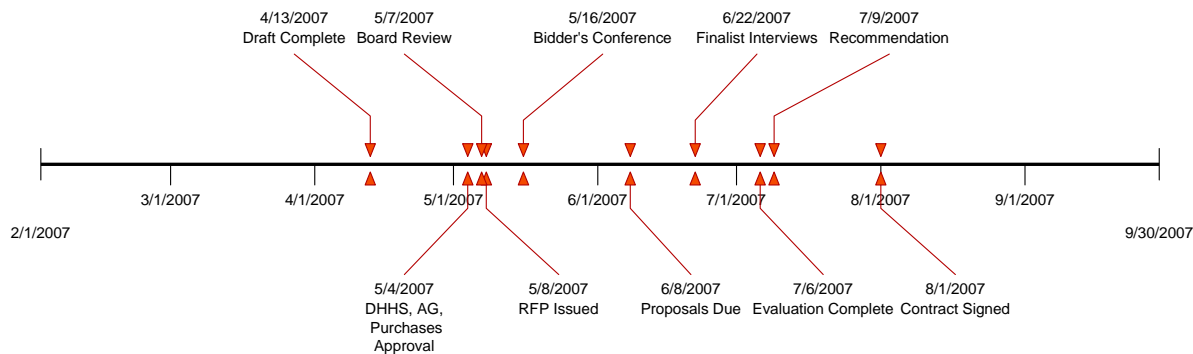 4/13/2007
Draft Complete
5/7/2007
Board Review
5/16/2007
Bidder's Conference
6/22/2007
Finalist Interviews
7/9/2007
Recommendation
3/1/2007
4/1/2007
5/1/2007
6/1/2007
7/1/2007
8/1/2007
9/1/2007
2/1/2007
9/30/2007
5/4/2007
DHHS, AG,
Purchases
Approval
5/8/2007
RFP Issued
6/8/2007
Proposals Due
7/6/2007
Evaluation Complete
8/1/2007
Contract Signed